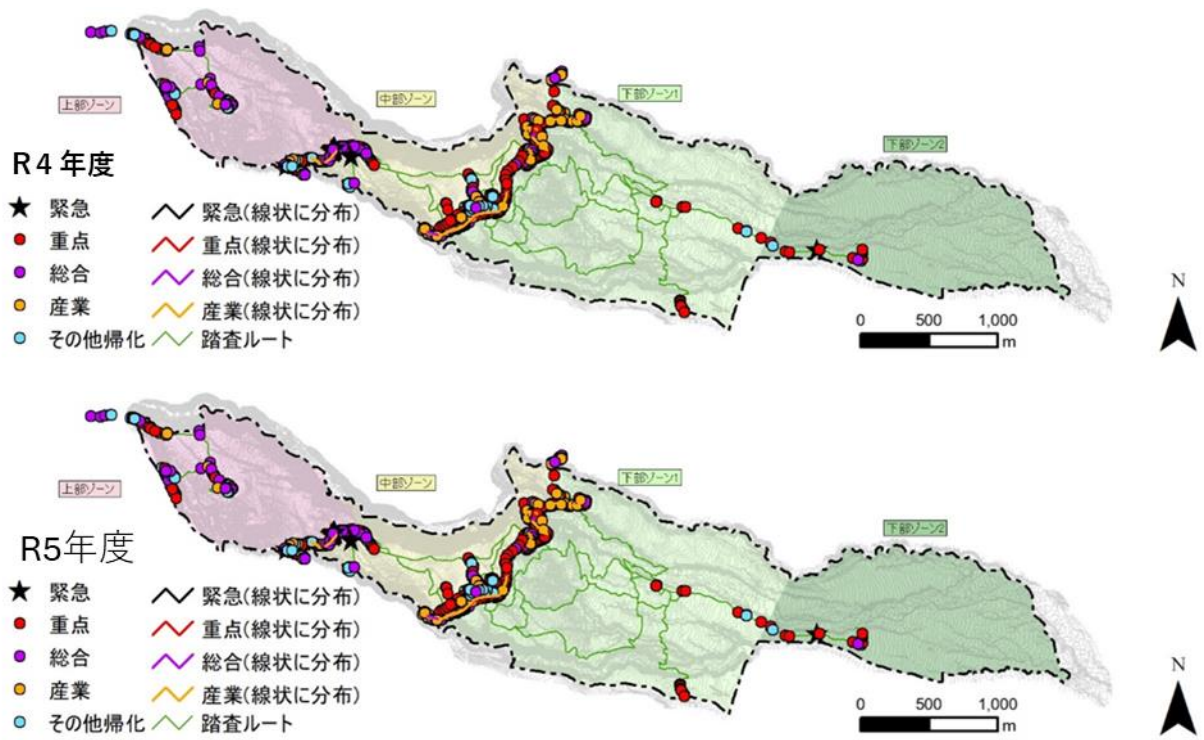 上部ゾーン
中部ゾーン
下部ゾーン1
下部ゾーン2
R4年度
緊急
緊急(線状に分布)
重点
重点(線状に分布)
総合
総合(線状に分布)
産業
産業(線状に分布)
その他帰化
踏査ルート
0 500 1,000
m
N
上部ゾーン
中部ゾーン
下部ゾーン1
下部ゾーン2
R5年度
緊急
緊急(線状に分布)
重点
重点(線状に分布)
総合
総合(線状に分布)
産業
産業(線状に分布)
その他帰化
踏査ルート
0 500 1,000
m
N